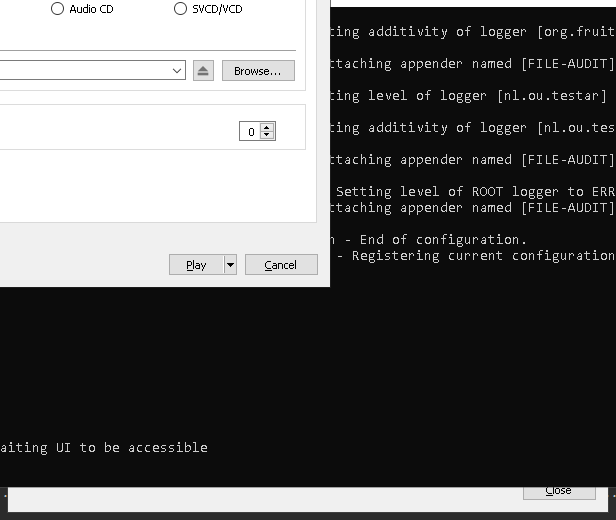 Audio CD
SVCD/VCD
ting additivity of logger [org.fruit
ttaching appender named [FILE-AUDIT]
Browse...
ting level of logger [nl.ou.testar]
0
ting additivity of logger [nl.ou.tes
ttaching appender named [FILE-AUDIT]
Setting level of ROOT logger to ERR
ttaching appender named [FILE-AUDIT]
n - End of configuration.
- Registering current configuration
Play
Cancel
aiting UI to be accessible
Close